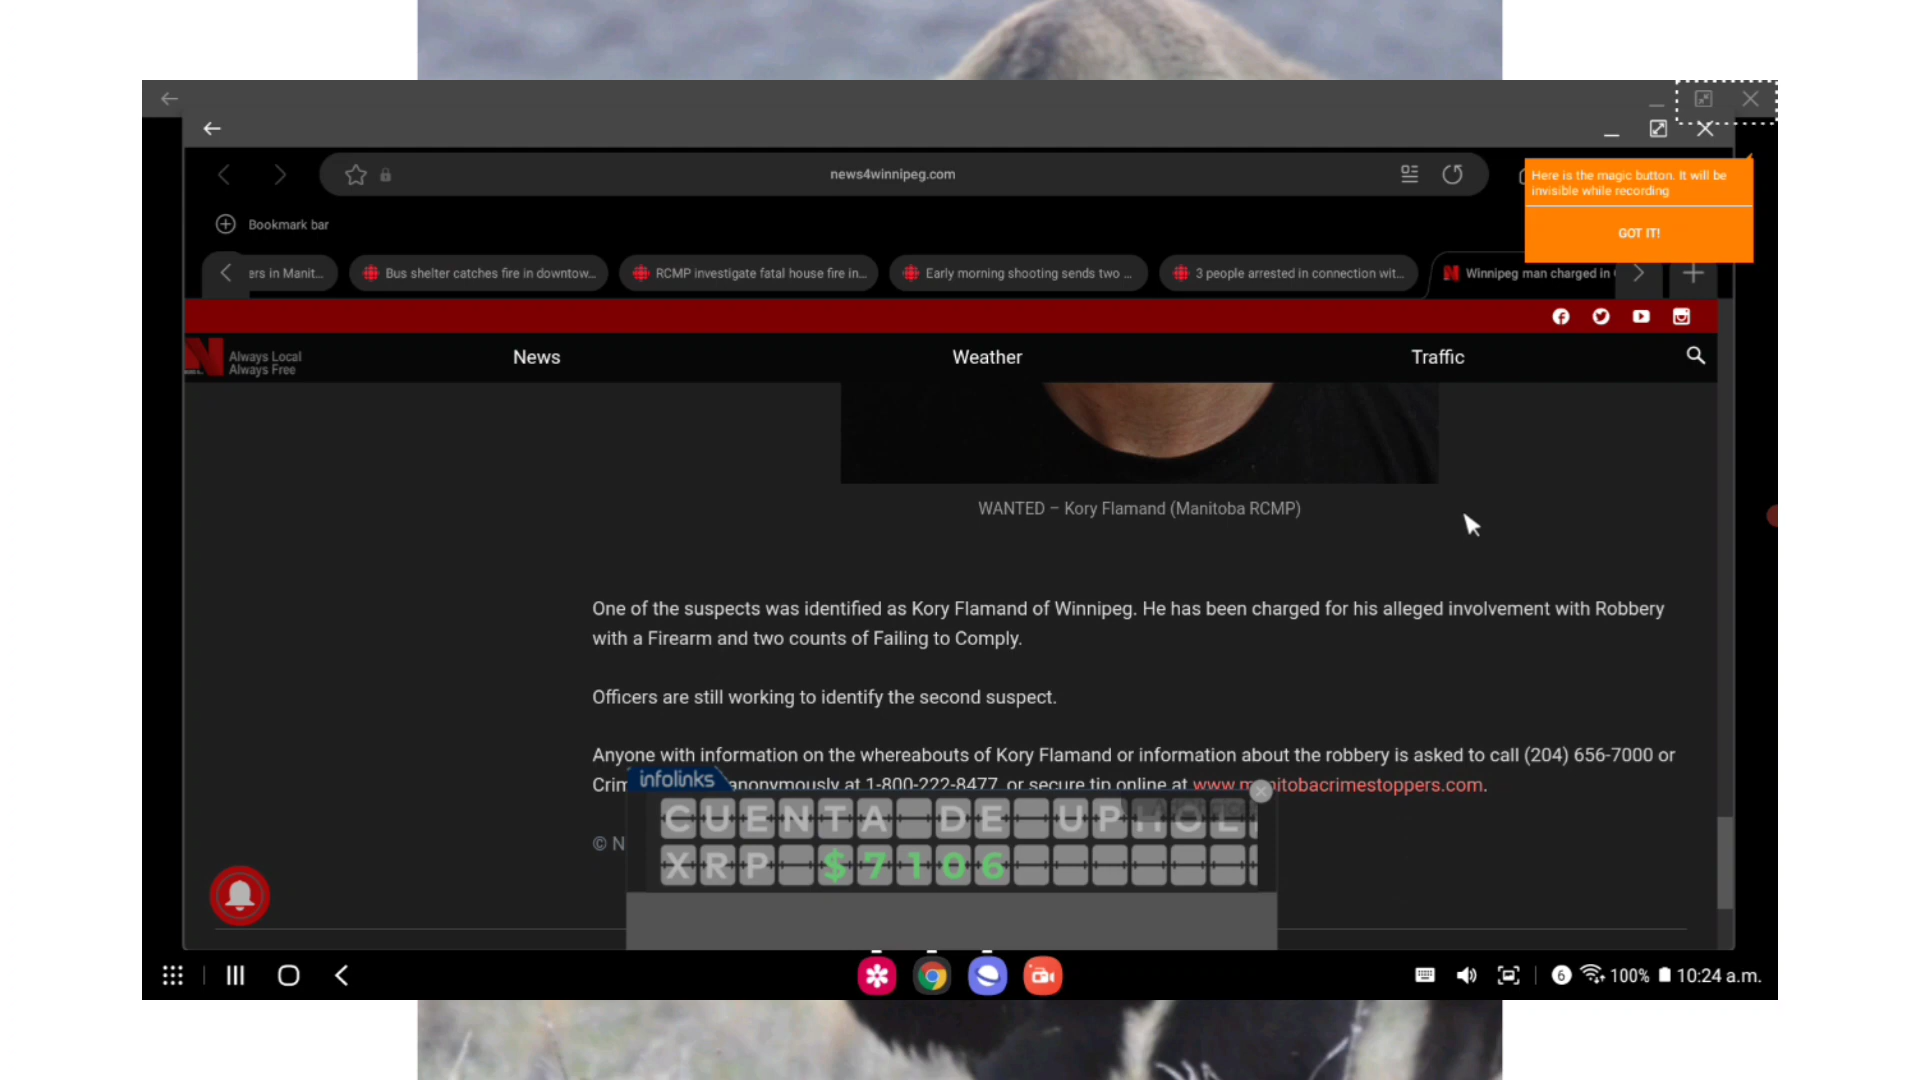 news4winnipeg.com
Here is the magic button. It will be
invisible while recording
GOT IT!
Bookmark bar
ers in Manit...
Bus shelter catches fire in downtow...
RCMP investigate fatal house fire in...
Early morning shooting sends two ...
3 people arrested in connection wit...
Winnipeg man charged in
Always Local
Always Free
News
Weather
Traffic
WANTED – Kory Flamand (Manitoba RCMP)
One of the suspects was identified as Kory Flamand of Winnipeg. He has been charged for his alleged involvement with Robbery
with a Firearm and two counts of Failing to Comply.
Officers are still working to identify the second suspect.
Anyone with information on the whereabouts of Kory Flamand or information about the robbery is asked to call (204) 656-7000 or
Crim anonymously at 1-800-222-8477, or secure tip online at www.manitobacrimestoppers.com.
infolinks
CUENTA DE UPHOL
XRP $7106
© N
6 100% 10:24 a.m.